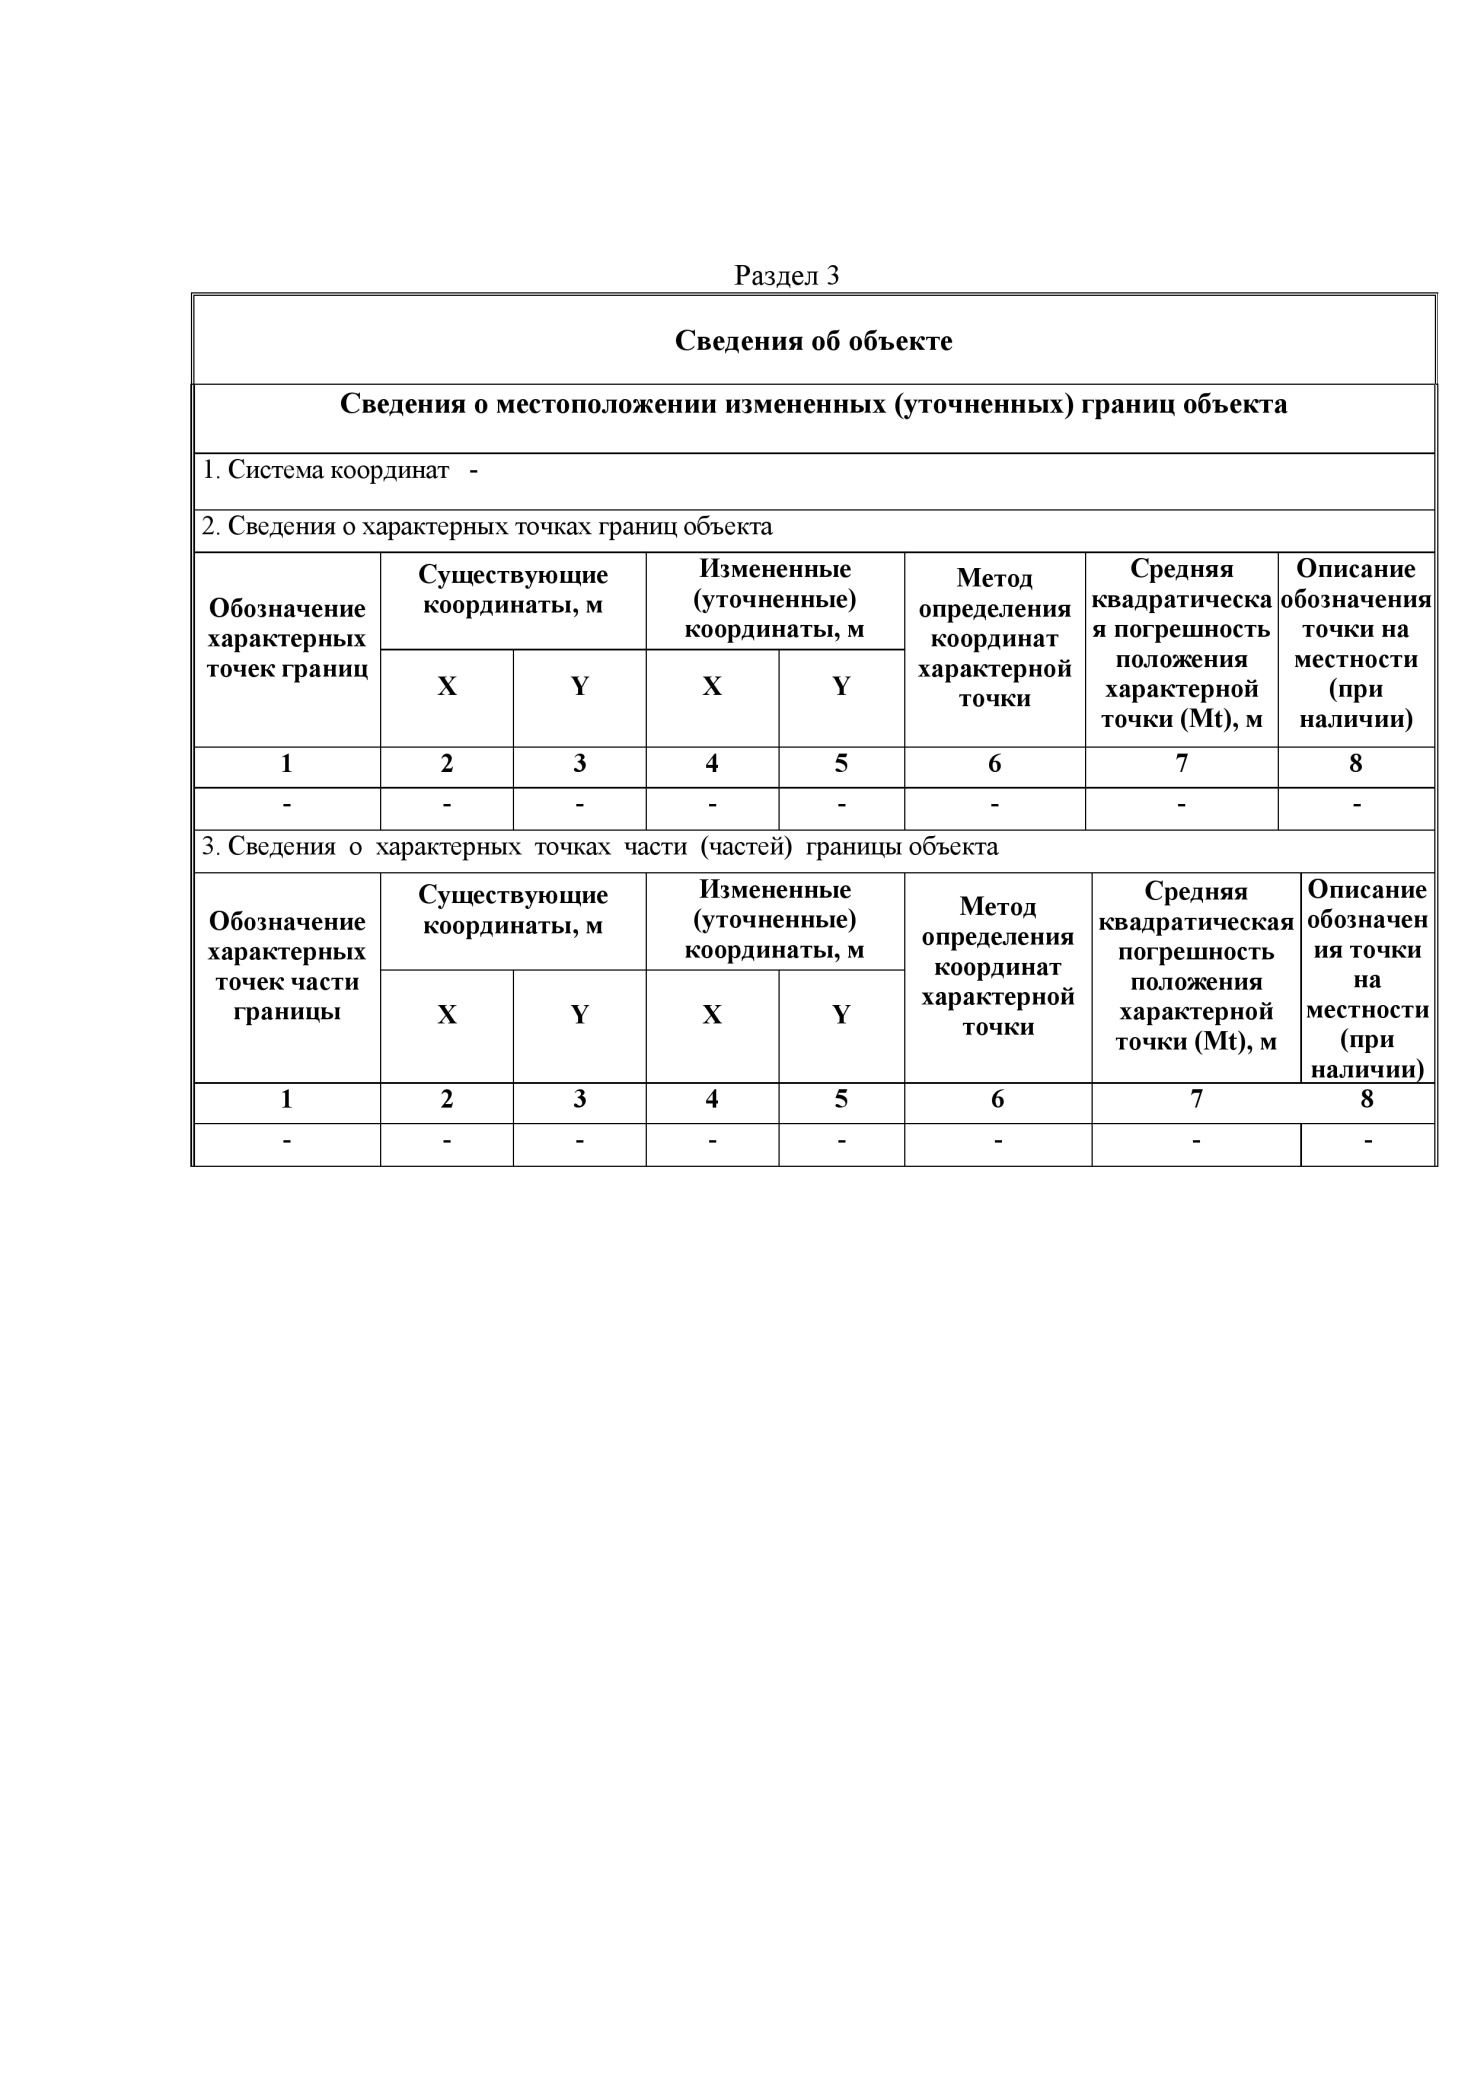 Раздел 3
Сведения об объекте
Сведения о местоположении измененных (уточненных) границ объекта
1. Система координат -
2. Сведения о характерных точках границ объекта
Обозначение
характерных
точек границ
Существующие
координаты, м
X
Y
Измененные
(уточненные)
координаты, м
X
Y
Метод
определения
координат
характерной
точки
Средняя
квадратическа
я погрешность
положения
характерной
точки (Mt), м
Описание
обозначения
точки на
местности
(при
наличии)
1 2 3 4 5 6 7 8
- - - - - - - -
3. Сведения о характерных точках части (частей) границы объекта
Обозначение
характерных
точек части
границы
Существующие
координаты, м
X
Y
Измененные
(уточненные)
координаты, м
X
Y
Метод
определения
координат
характерной
точки
Средняя
квадратическая
погрешность
положения
характерной
точки (Mt), м
Описание
обозначен
ия точки
на
местности
(при
наличии)
1 2 3 4 5 6 7 8
- - - - - - - -